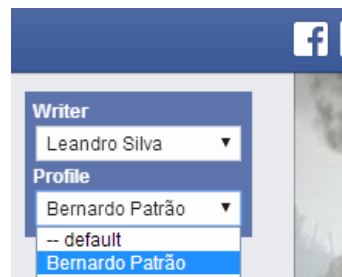 Writer
Leandro Silva
Profile
Bernardo Patrão
-- default
Bernardo Patrão